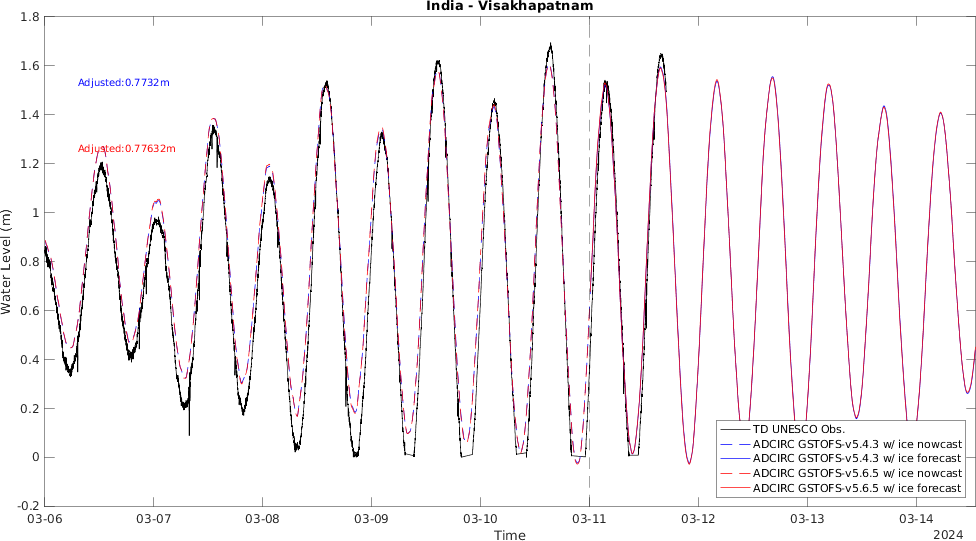 India - Visakhapatnam
1.8
1.6
1.4
1.2
1
0.8
0.6
0.4
0.2
0
-0.2
Water Level (m)
Adjusted:0.7732m
Adjusted:0.77632m
TD UNESCO Obs.
ADCIRC GSTOFS-v5.4.3 w/ ice nowcast
ADCIRC GSTOFS-v5.4.3 w/ ice forecast
ADCIRC GSTOFS-v5.6.5 w/ ice nowcast
ADCIRC GSTOFS-v5.6.5 w/ ice forecast
03-06 03-07 03-08 03-09 03-10 03-11 03-12 03-13 03-14
Time
2024